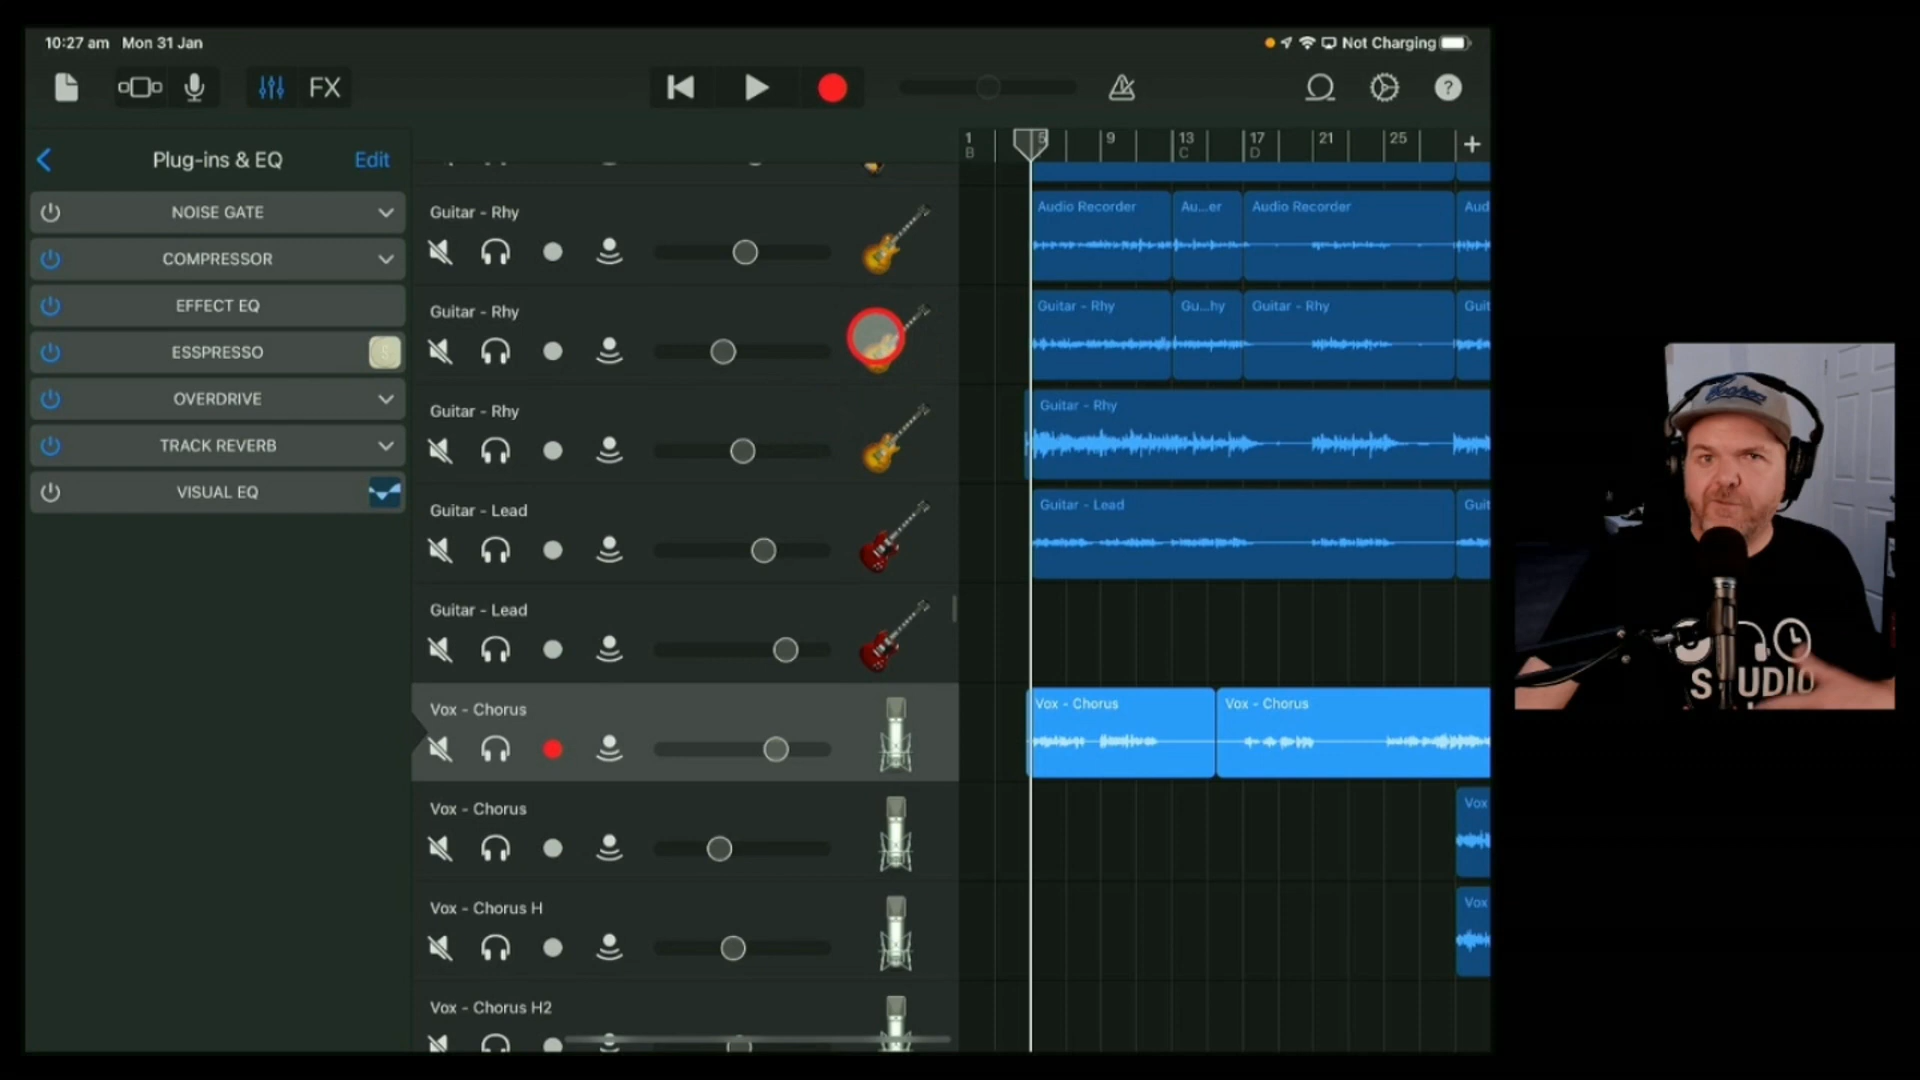 10:27 am Mon 31 Jan
Not Charging
FX
?
Plug-ins & EQ
Edit
NOISE GATE
COMPRESSOR
EFFECT EQ
ESSPRESSO
OVERDRIVE
TRACK REVERB
VISUAL EQ
1 5 9 13 17 21 25 +
B C D
Guitar - Rhy
Guitar - Rhy
Guitar - Rhy
Guitar - Lead
Guitar - Lead
Vox - Chorus
Vox - Chorus
Vox - Chorus H
Vox - Chorus H2
Audio Recorder Au...er Audio Recorder Aud
Guitar - Rhy Gu...hy Guitar - Rhy Guit
Guitar - Rhy
Guitar - Lead Guit
Vox - Chorus Vox - Chorus
Vox
Vox
STUDIO